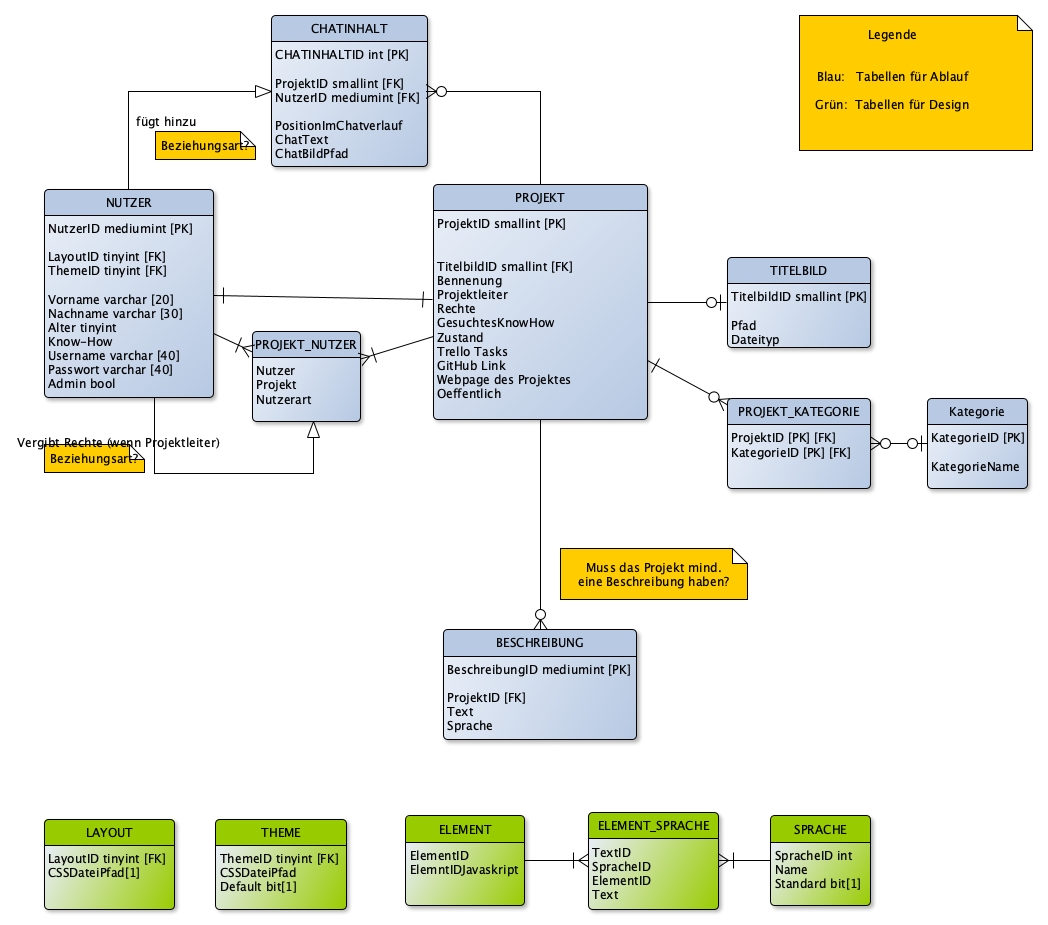 CHATINHALT
CHATINHALTID int [PK]
ProjektID smallint [FK]
NutzerID mediumint [FK]
PositionImChatverlauf
ChatText
ChatBildPfad
Legende
Blau: Tabellen für Ablauf
Grün: Tabellen für Design
fügt hinzu
Beziehungsart?
NUTZER
NutzerID mediumint [PK]
LayoutID tinyint [FK]
ThemeID tinyint [FK]
Vorname varchar [20]
Nachname varchar [30]
Alter tinyint
Know-How
Username varchar [40]
Passwort varchar [40]
Admin bool
PROJEKT
ProjektID smallint [PK]
TitelbildID smallint [FK]
Bennenung
Projektleiter
Rechte
GesuchtesKnowHow
Zustand
Trello Tasks
GitHub Link
Webpage des Projektes
Oeffentlich
TITELBILD
TitelbildID smallint [PK]
Pfad
Dateityp
PROJEKT_NUTZER
Nutzer
Projekt
Nutzerart
PROJEKT_KATEGORIE
ProjektID [PK] [FK]
KategorieID [PK] [FK]
Kategorie
KategorieID [PK]
KategorieName
Vergibt Rechte (wenn Projektleiter)
Beziehungsart?
Muss das Projekt mind.
eine Beschreibung haben?
BESCHREIBUNG
BeschreibungID mediumint [PK]
ProjektID [FK]
Text
Sprache
LAYOUT
LayoutID tinyint [FK]
CSSDateiPfad[1]
THEME
ThemeID tinyint [FK]
CSSDateiPfad
Default bit[1]
ELEMENT
ElementID
ElemntIDJavaskript
ELEMENT_SPRACHE
TextID
SpracheID
ElementID
Text
SPRACHE
SpracheID int
Name
Standard bit[1]